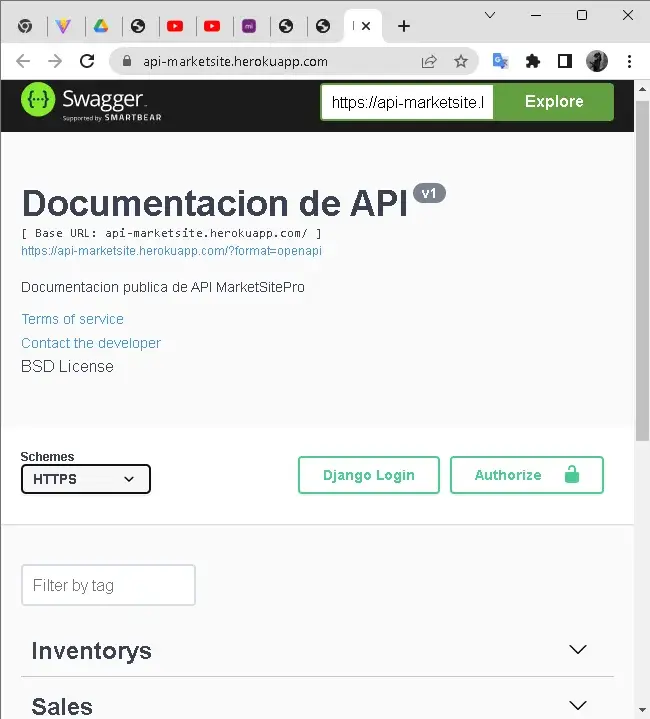 api-marketsite.herokuapp.com
Swagger.
Supported by SMARTBEAR
https://api-marketsite.l
Explore
Documentacion de API v1
[ Base URL: api-marketsite.herokuapp.com/ ]
https://api-marketsite.herokuapp.com/?format=openapi
Documentacion publica de API MarketSitePro
Terms of service
Contact the developer
BSD License
Schemes
HTTPS
Django Login
Authorize
Filter by tag
Inventorys
Sales